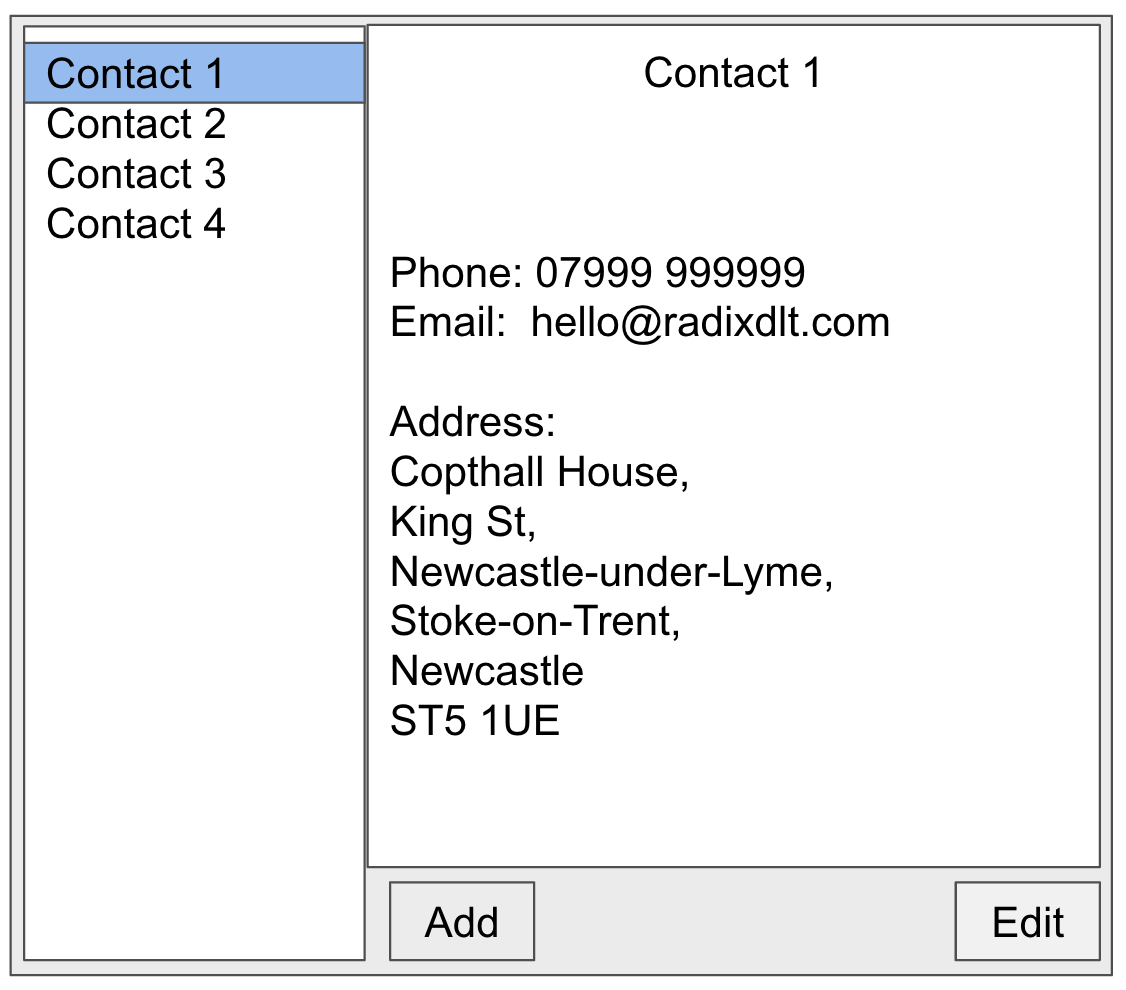 Contact 1
Contact 2
Contact 3
Contact 4
Contact 1
Phone: 07999 999999
Email:  hello@radixdlt.com
Address:
Copthall House,
King St,
Newcastle-under-Lyme,
Stoke-on-Trent,
Newcastle
ST5 1UE
Add
Edit